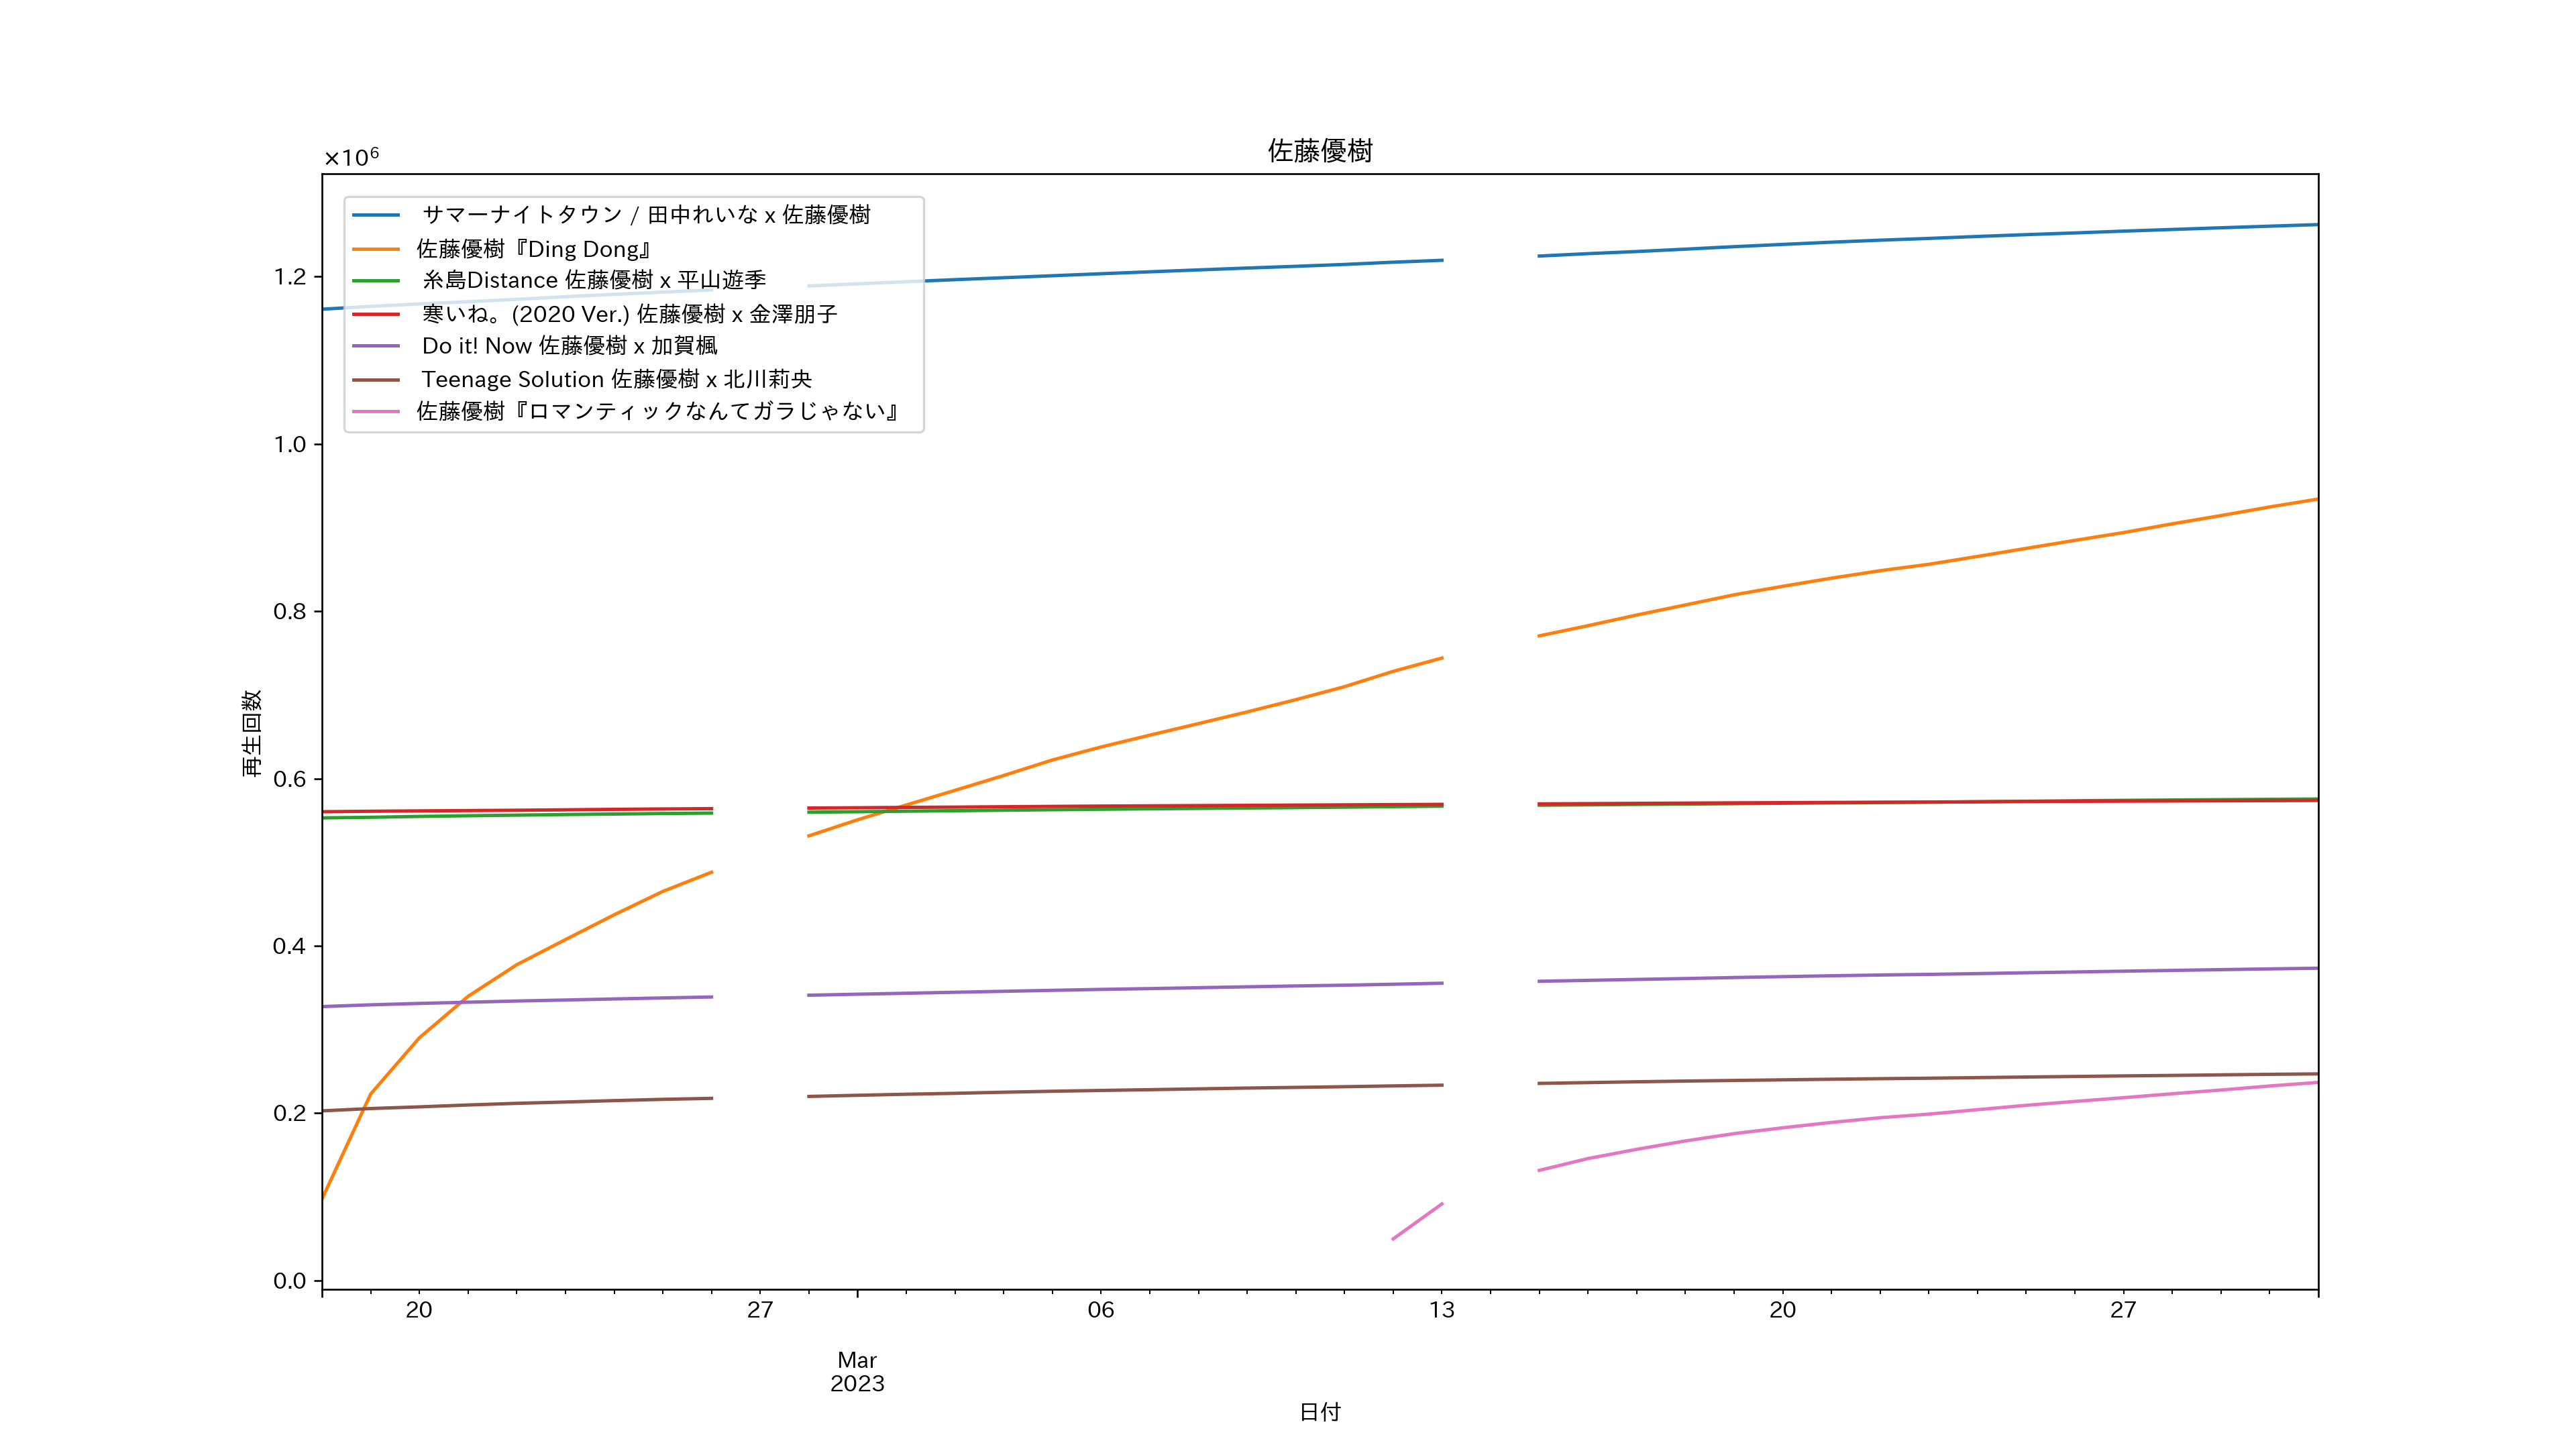 佐藤優樹
×10⁶
サマーナイトタウン / 田中れいな x 佐藤優樹
佐藤優樹『Ding Dong』
糸島Distance 佐藤優樹 x 平山遊季
寒いね。(2020 Ver.) 佐藤優樹 x 金澤朋子
Do it! Now 佐藤優樹 x 加賀楓
Teenage Solution 佐藤優樹 x 北川莉央
佐藤優樹『ロマンティックなんてガラじゃない』
1.2
1.0
0.8
0.6
0.4
0.2
0.0
再生回数
20 27 06 13 20 27
Mar
2023
日付